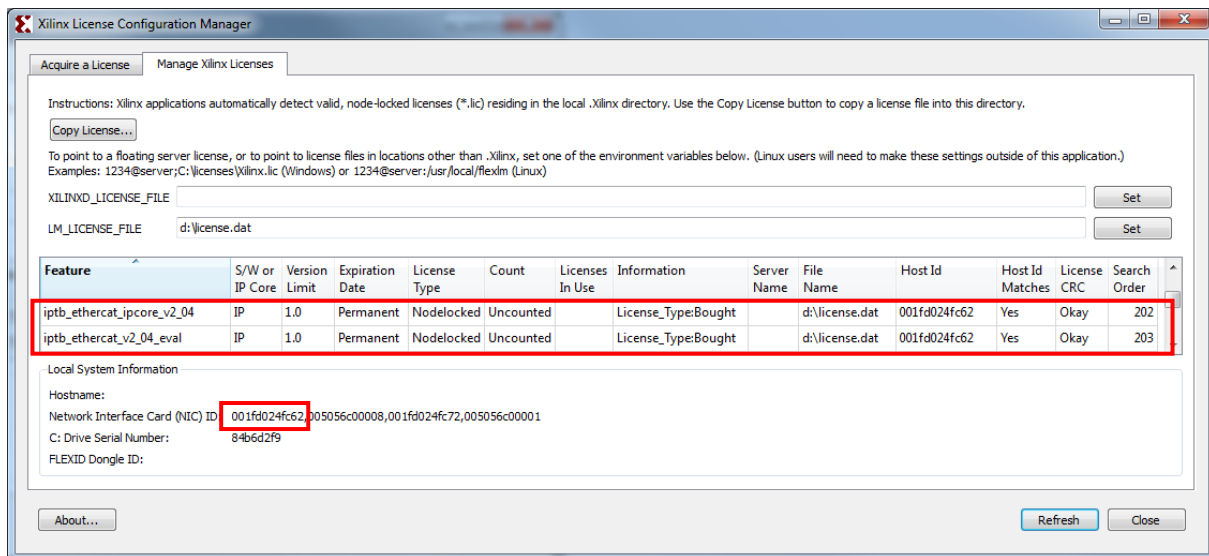 Xilinx License Configuration Manager
Acquire a License Manage Xilinx Licenses
Instructions: Xilinx applications automatically detect valid, node-locked licenses (*.lic) residing in the local .Xilinx directory. Use the Copy License button to copy a license file into this directory.
Copy License...
To point to a floating server license, or to point to license files in locations other than .Xilinx, set one of the environment variables below. (Linux users will need to make these settings outside of this application.)
Examples: 1234@server;C:\licenses\Xilinx.lic (Windows) or 1234@server:/usr/local/flexlm (Linux)
XILINXD_LICENSE_FILE Set
LM_LICENSE_FILE d:\license.dat Set
Feature S/W or Version Expiration License Count Licenses Information Server File Host Id Host Id License Search
IP Core Limit Date Type In Use Name Name Matches CRC Order
iptb_ethercat_ipcore_v2_04 IP 1.0 Permanent Nodelocked Uncounted License_Type:Bought d:\license.dat 001fd024fc62 Yes Okay 202
iptb_ethercat_v2_04_eval IP 1.0 Permanent Nodelocked Uncounted License_Type:Bought d:\license.dat 001fd024fc62 Yes Okay 203
Local System Information
Hostname:
Network Interface Card (NIC) ID: 001fd024fc62,005056c00008,001fd024fc72,005056c00001
C: Drive Serial Number: 84b6d2f9
FLEXID Dongle ID:
About... Refresh Close